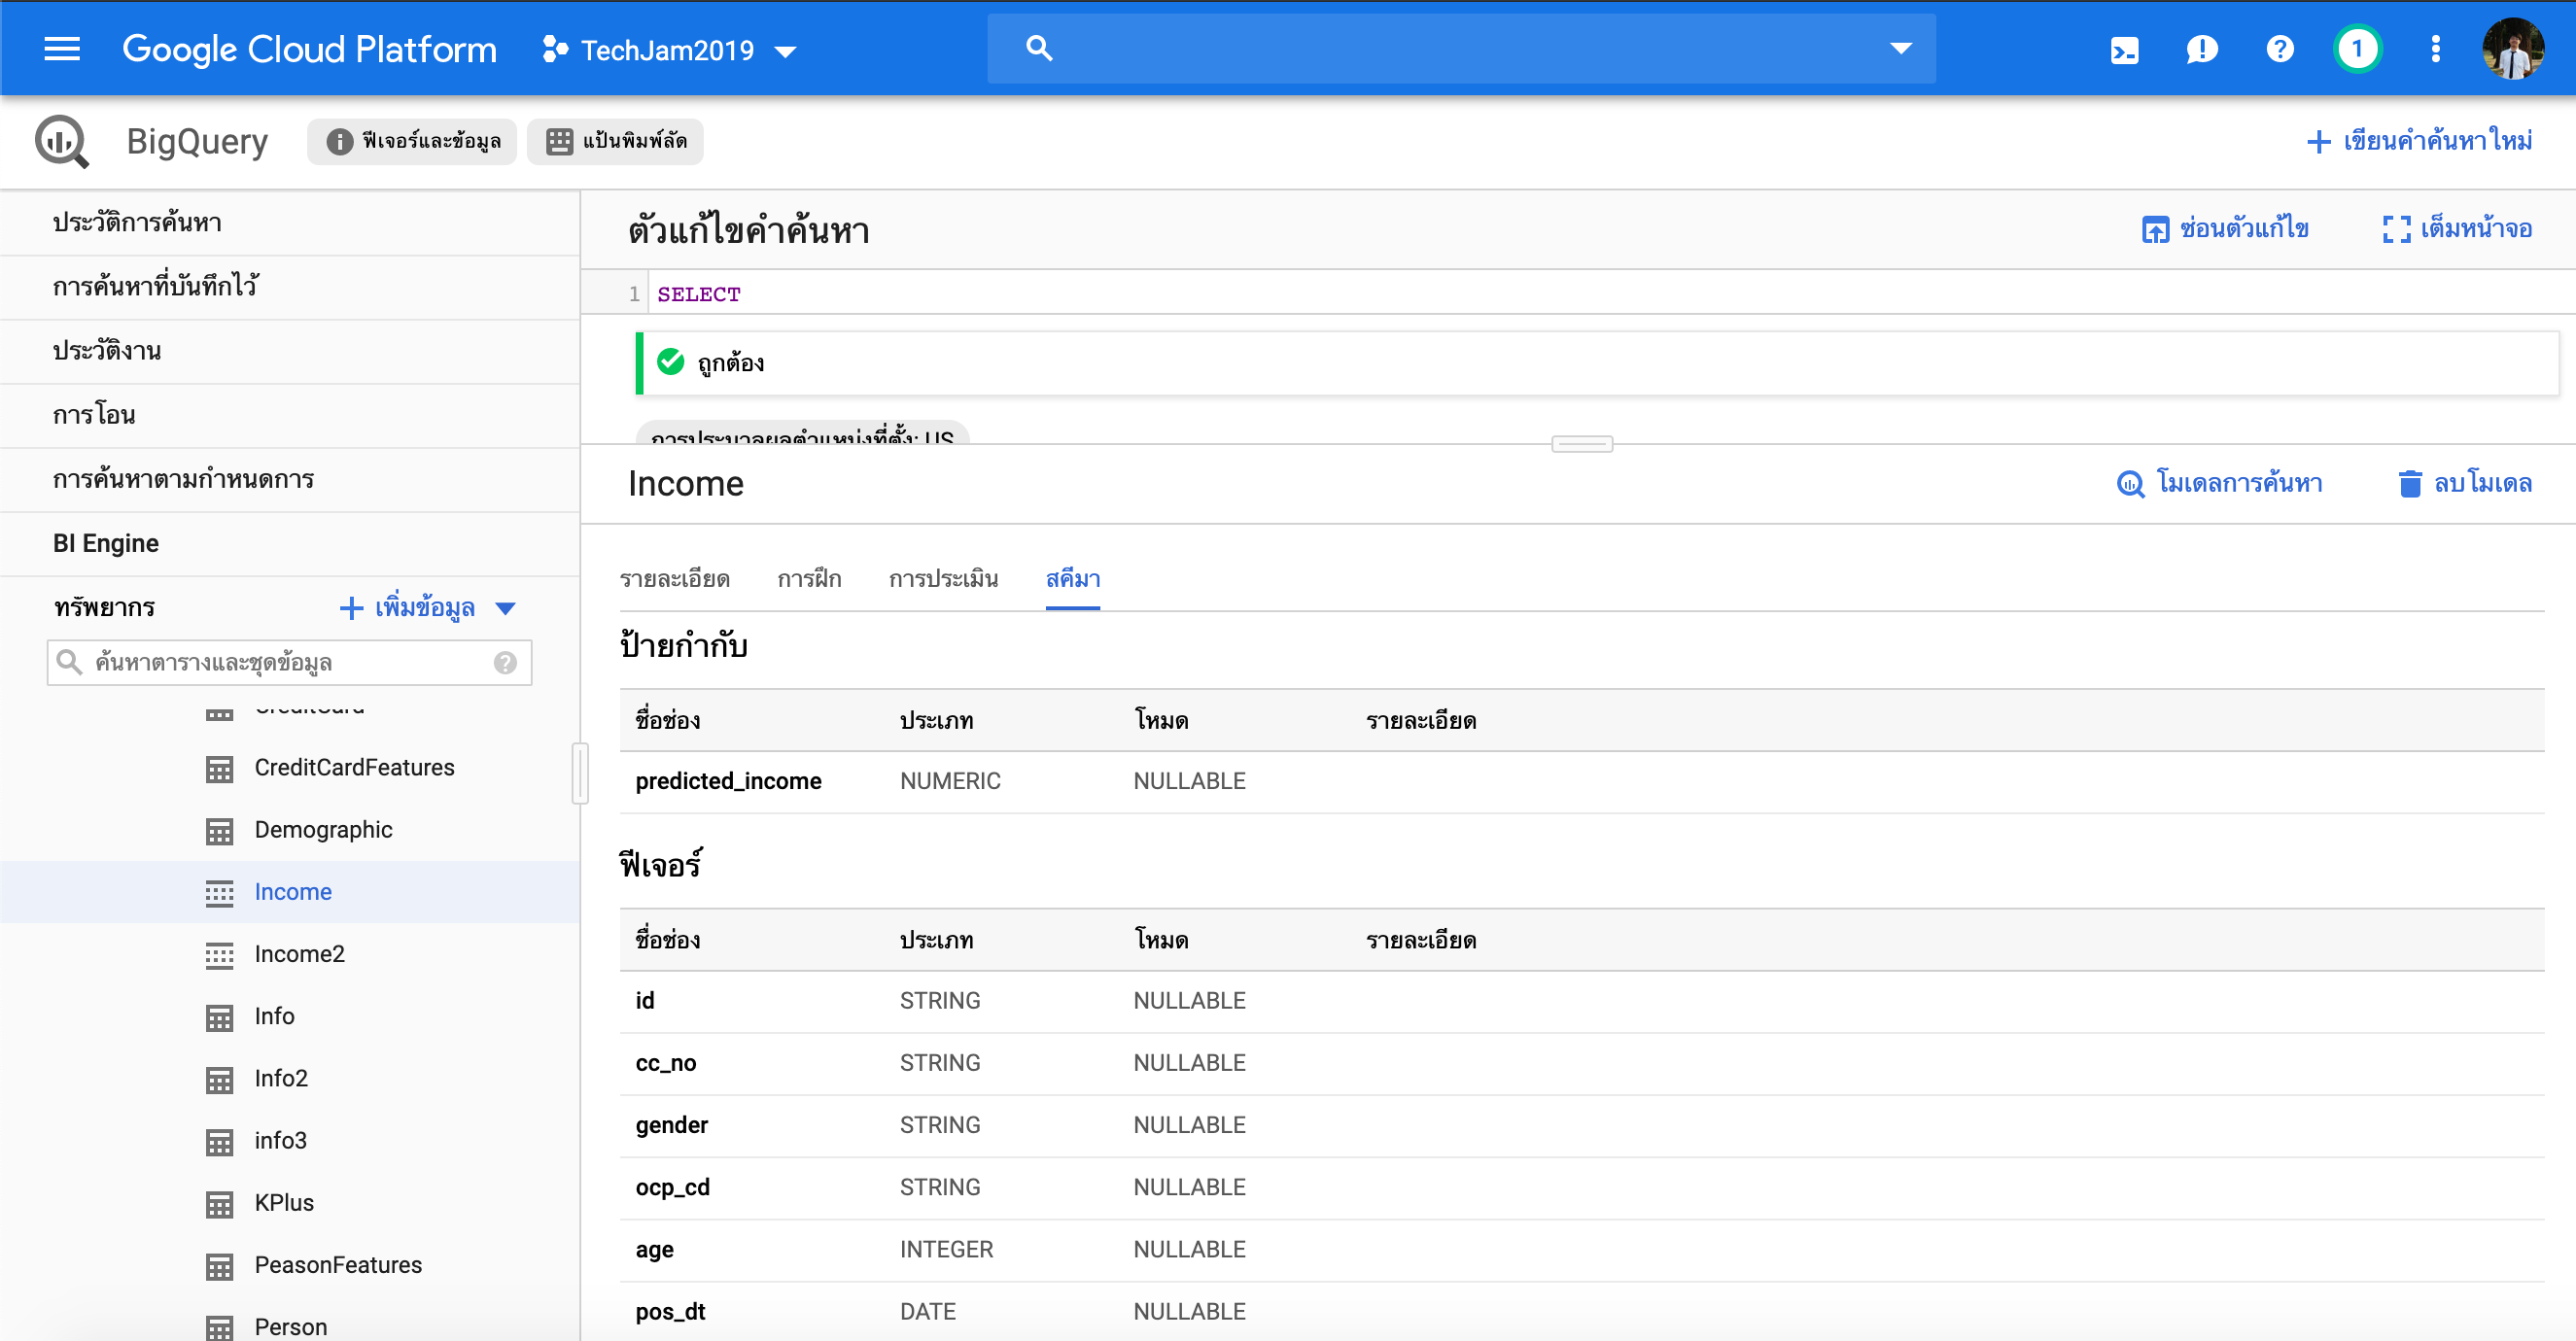 Google Cloud Platform TechJam2019 1
BigQuery ฟีเจอร์และข้อมูล แป้นพิมพ์ลัด เขียนคำค้นหาใหม่
ประวัติการค้นหา
การค้นหาที่บันทึกไว้
ประวัติงาน
การโอน
การค้นหาตามกำหนดการ
BI Engine
ทรัพยากร เพิ่มข้อมูล
ค้นหาตารางและชุดข้อมูล
CreditCard
CreditCardFeatures
Demographic
Income
Income2
Info
Info2
info3
KPlus
PeasonFeatures
Person
ตัวแก้ไขคำค้นหา ซ่อนตัวแก้ไข เต็มหน้าจอ
1 SELECT
ถูกต้อง
การประมวลผลตำแหน่งที่ตั้ง: US
Income โมเดลการค้นหา ลบโมเดล
รายละเอียด การฝึก การประเมิน สคีมา
ป้ายกำกับ
ชื่อช่อง ประเภท โหมด รายละเอียด
predicted_income NUMERIC NULLABLE
ฟีเจอร์
ชื่อช่อง ประเภท โหมด รายละเอียด
id STRING NULLABLE
cc_no STRING NULLABLE
gender STRING NULLABLE
ocp_cd STRING NULLABLE
age INTEGER NULLABLE
pos_dt DATE NULLABLE